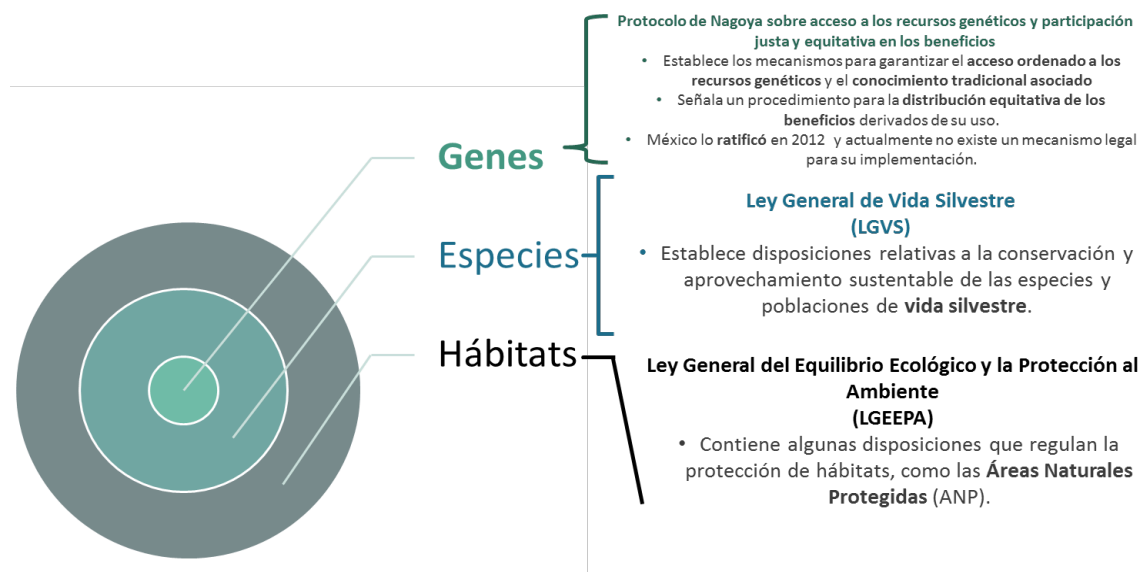 Protocolo de Nagoya sobre acceso a los recursos genéticos y participación
justa y equitativa en los beneficios
• Establece los mecanismos para garantizar el acceso ordenado a los
recursos genéticos y el conocimiento tradicional asociado
• Señala un procedimiento para la distribución equitativa de los
beneficios derivados de su uso.
• México lo ratificó en 2012 y actualmente no existe un mecanismo legal
para su implementación.
Genes
Ley General de Vida Silvestre
(LGVS)
• Establece disposiciones relativas a la conservación y
aprovechamiento sustentable de las especies y
poblaciones de vida silvestre.
Especies
Hábitats
Ley General del Equilibrio Ecológico y la Protección al
Ambiente
(LGEEPA)
• Contiene algunas disposiciones que regulan la
protección de hábitats, como las Áreas Naturales
Protegidas (ANP).